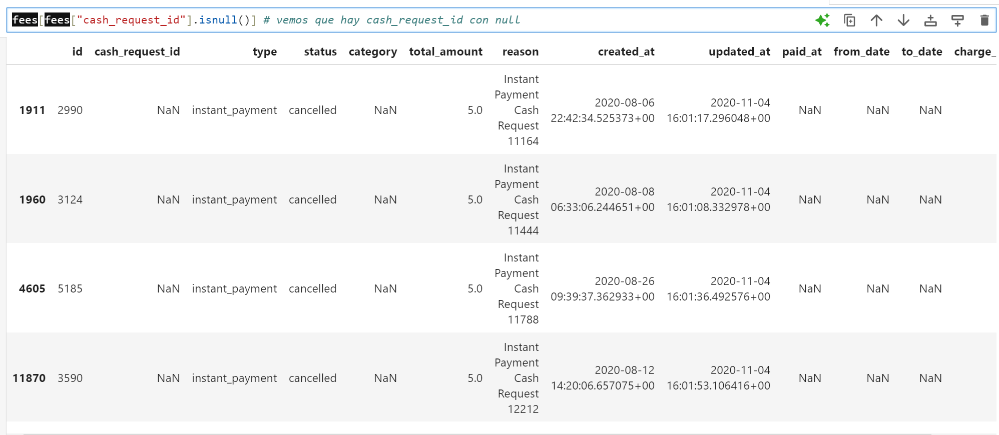 fees[fees["cash_request_id"].isnull()] # vemos que hay cash_request_id con null
id cash_request_id type status category total_amount reason created_at updated_at paid_at from_date to_date charge_
1911 2990 NaN instant_payment cancelled NaN 5.0 Instant Payment Cash Request 11164 2020-08-06 22:42:34.525373+00 2020-11-04 16:01:17.296048+00 NaN NaN NaN
1960 3124 NaN instant_payment cancelled NaN 5.0 Instant Payment Cash Request 11444 2020-08-08 06:33:06.244651+00 2020-11-04 16:01:08.332978+00 NaN NaN NaN
4605 5185 NaN instant_payment cancelled NaN 5.0 Instant Payment Cash Request 11788 2020-08-26 09:39:37.362933+00 2020-11-04 16:01:36.492576+00 NaN NaN NaN
11870 3590 NaN instant_payment cancelled NaN 5.0 Instant Payment Cash Request 12212 2020-08-12 14:20:06.657075+00 2020-11-04 16:01:53.106416+00 NaN NaN NaN